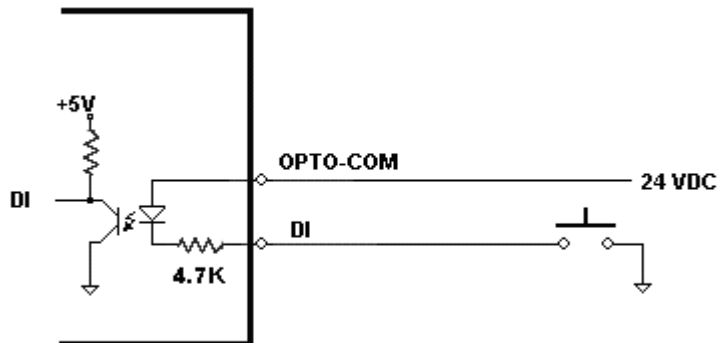 +5V
OPTO-COM
24 VDC
DI
DI
4.7K